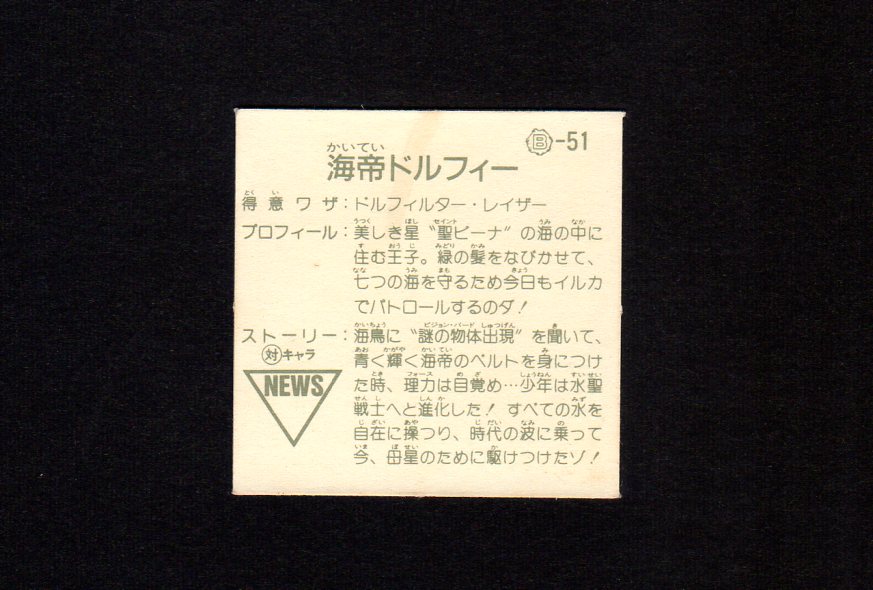 Ⓑ-51
海帝ドルフィー
得意ワザ：ドルフィルター・レイザー
プロフィール：美しき星“聖ビーナ”の海の中に
住む王子。緑の髪をなびかせて、
七つの海を守るため今日もイルカ
でパトロールするのダ！
ストーリー：海鳥に“謎の物体出現”を聞いて、
青く輝く海帝のベルトを身につけ
た時、理力は目覚め…少年は水聖
戦士へと進化した！すべての水を
自在に操つり、時代の波に乗って
今、母星のために駆けつけたゾ！
対キャラ
NEWS